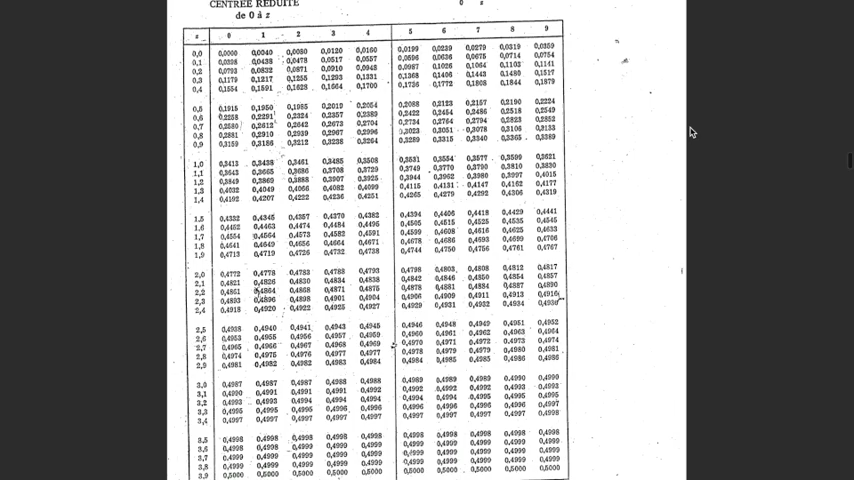 CENTREE REDUITE
de 0 à z
0 z
z 0 1 2 3 4 5 6 7 8 9
0,0 0,0000 0,0040 0,0080 0,0120 0,0160 0,0199 0,0239 0,0279 0,0319 0,0359
0,1 0,0398 0,0438 0,0478 0,0517 0,0557 0,0596 0,0636 0,0675 0,0714 0,0754
0,2 0,0793 0,0832 0,0871 0,0910 0,0948 0,0987 0,1026 0,1064 0,1103 0,1141
0,3 0,1179 0,1217 0,1255 0,1293 0,1331 0,1368 0,1406 0,1443 0,1480 0,1517
0,4 0,1554 0,1591 0,1628 0,1664 0,1700 0,1736 0,1772 0,1808 0,1844 0,1879
0,5 0,1915 0,1950 0,1985 0,2019 0,2054 0,2088 0,2123 0,2157 0,2190 0,2224
0,6 0,2258 0,2291 0,2324 0,2357 0,2389 0,2422 0,2454 0,2486 0,2518 0,2549
0,7 0,2580 0,2612 0,2642 0,2673 0,2704 0,2734 0,2764 0,2794 0,2823 0,2852
0,8 0,2881 0,2910 0,2939 0,2967 0,2996 0,3023 0,3051 0,3078 0,3106 0,3133
0,9 0,3159 0,3186 0,3212 0,3238 0,3264 0,3289 0,3315 0,3340 0,3365 0,3389
1,0 0,3413 0,3438 0,3461 0,3485 0,3508 0,3531 0,3554 0,3577 0,3599 0,3621
1,1 0,3643 0,3665 0,3686 0,3708 0,3729 0,3749 0,3770 0,3790 0,3810 0,3830
1,2 0,3849 0,3869 0,3888 0,3907 0,3925 0,3944 0,3962 0,3980 0,3997 0,4015
1,3 0,4032 0,4049 0,4066 0,4082 0,4099 0,4115 0,4131 0,4147 0,4162 0,4177
1,4 0,4192 0,4207 0,4222 0,4236 0,4251 0,4265 0,4279 0,4292 0,4306 0,4319
1,5 0,4332 0,4345 0,4357 0,4370 0,4382 0,4394 0,4406 0,4418 0,4429 0,4441
1,6 0,4452 0,4463 0,4474 0,4484 0,4495 0,4505 0,4515 0,4525 0,4535 0,4545
1,7 0,4554 0,4564 0,4573 0,4582 0,4591 0,4599 0,4608 0,4616 0,4625 0,4633
1,8 0,4641 0,4649 0,4656 0,4664 0,4671 0,4678 0,4686 0,4693 0,4699 0,4706
1,9 0,4713 0,4719 0,4726 0,4732 0,4738 0,4744 0,4750 0,4756 0,4761 0,4767
2,0 0,4772 0,4778 0,4783 0,4788 0,4793 0,4798 0,4803 0,4808 0,4812 0,4817
2,1 0,4821 0,4826 0,4830 0,4834 0,4838 0,4842 0,4846 0,4850 0,4854 0,4857
2,2 0,4861 0,4864 0,4868 0,4871 0,4875 0,4878 0,4881 0,4884 0,4887 0,4890
2,3 0,4893 0,4896 0,4898 0,4901 0,4904 0,4906 0,4909 0,4911 0,4913 0,4916
2,4 0,4918 0,4920 0,4922 0,4925 0,4927 0,4929 0,4931 0,4932 0,4934 0,4936
2,5 0,4938 0,4940 0,4941 0,4943 0,4945 0,4946 0,4948 0,4949 0,4951 0,4952
2,6 0,4953 0,4955 0,4956 0,4957 0,4959 0,4960 0,4961 0,4962 0,4963 0,4964
2,7 0,4965 0,4966 0,4967 0,4968 0,4969 0,4970 0,4971 0,4972 0,4973 0,4974
2,8 0,4974 0,4975 0,4976 0,4977 0,4977 0,4978 0,4979 0,4979 0,4980 0,4981
2,9 0,4981 0,4982 0,4982 0,4983 0,4984 0,4984 0,4985 0,4985 0,4986 0,4986
3,0 0,4987 0,4987 0,4987 0,4988 0,4988 0,4989 0,4989 0,4989 0,4990 0,4990
3,1 0,4990 0,4991 0,4991 0,4991 0,4992 0,4992 0,4992 0,4992 0,4993 0,4993
3,2 0,4993 0,4993 0,4994 0,4994 0,4994 0,4994 0,4994 0,4995 0,4995 0,4995
3,3 0,4995 0,4995 0,4995 0,4996 0,4996 0,4996 0,4996 0,4996 0,4996 0,4997
3,4 0,4997 0,4997 0,4997 0,4997 0,4997 0,4997 0,4997 0,4997 0,4997 0,4998
3,5 0,4998 0,4998 0,4998 0,4998 0,4998 0,4998 0,4998 0,4998 0,4998 0,4998
3,6 0,4998 0,4998 0,4999 0,4999 0,4999 0,4999 0,4999 0,4999 0,4999 0,4999
3,7 0,4999 0,4999 0,4999 0,4999 0,4999 0,4999 0,4999 0,4999 0,4999 0,4999
3,8 0,4999 0,4999 0,4999 0,4999 0,4999 0,4999 0,4999 0,4999 0,4999 0,4999
3,9 0,5000 0,5000 0,5000 0,5000 0,5000 0,5000 0,5000 0,5000 0,5000 0,5000